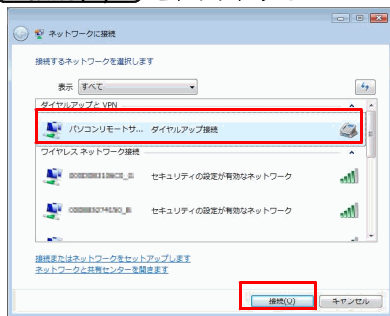 ネットワークに接続
接続するネットワークを選択します
表示 すべて
ダイヤルアップと VPN
パソコンリモートサ... ダイヤルアップ接続
ワイヤレス ネットワーク接続
セキュリティの設定が有効なネットワーク
セキュリティの設定が有効なネットワーク
接続またはネットワークをセットアップします
ネットワークと共有センターを開きます
接続(O) キャンセル